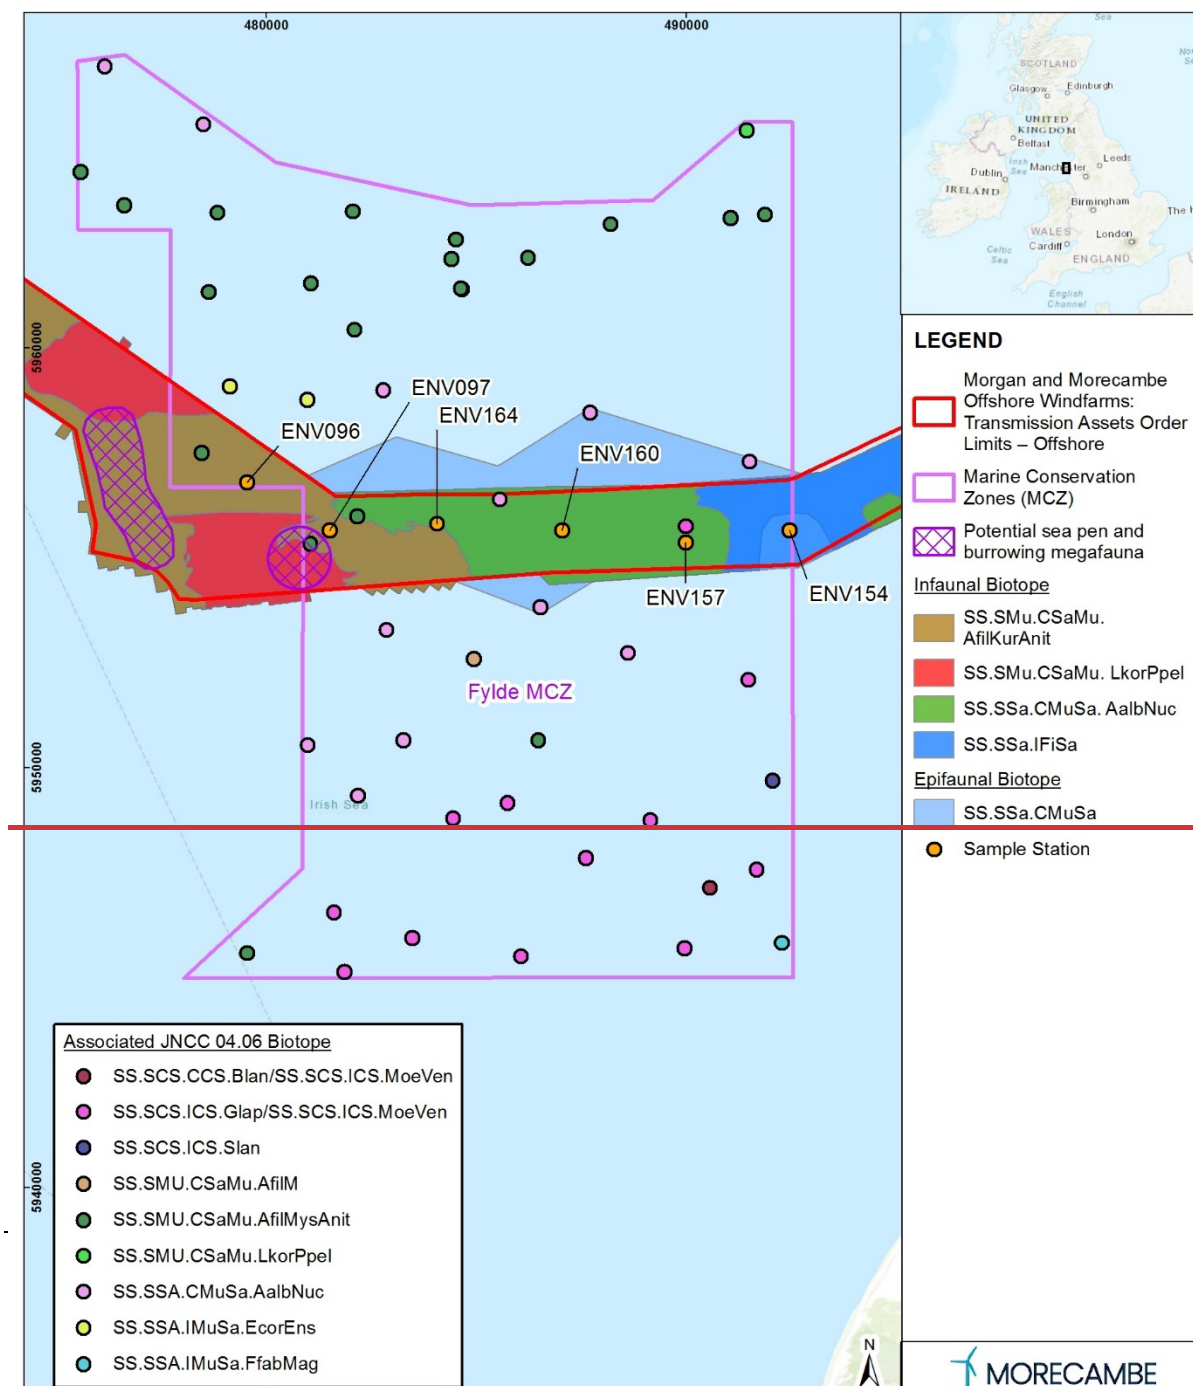 480000
490000
5960000
5950000
5940000
ENV097
ENV164
ENV096
ENV160
ENV157
ENV154
Fylde MCZ
Irish Sea
Sea
SCOTLAND
Glasgow
Edinburgh
UNITED
KINGDOM
Belfast
Irish
Sea
Manchester
Leeds
Dublin
IRELAND
Birmingham
The H
WALES
Cardiff
London
Celtic
Sea
ENGLAND
English
Channel
LEGEND
Morgan and Morecambe
Offshore Windfarms:
Transmission Assets Order
Limits – Offshore
Marine Conservation
Zones (MCZ)
Potential sea pen and
burrowing megafauna
Infaunal Biotope
SS.SMu.CSaMu.
AfilKurAnit
SS.SMu.CSaMu. LkorPpel
SS.SSa.CMuSa. AalbNuc
SS.SSa.IFiSa
Epifaunal Biotope
SS.SSa.CMuSa
Sample Station
Associated JNCC 04.06 Biotope
SS.SCS.CCS.Blan/SS.SCS.ICS.MoeVen
SS.SCS.ICS.Glap/SS.SCS.ICS.MoeVen
SS.SCS.ICS.Slan
SS.SMU.CSaMu.AfilM
SS.SMU.CSaMu.AfilMysAnit
SS.SMU.CSaMu.LkorPpel
SS.SSA.CMuSa.AalbNuc
SS.SSA.IMuSa.EcorEns
SS.SSA.IMuSa.FfabMag
N
MORECAMBE